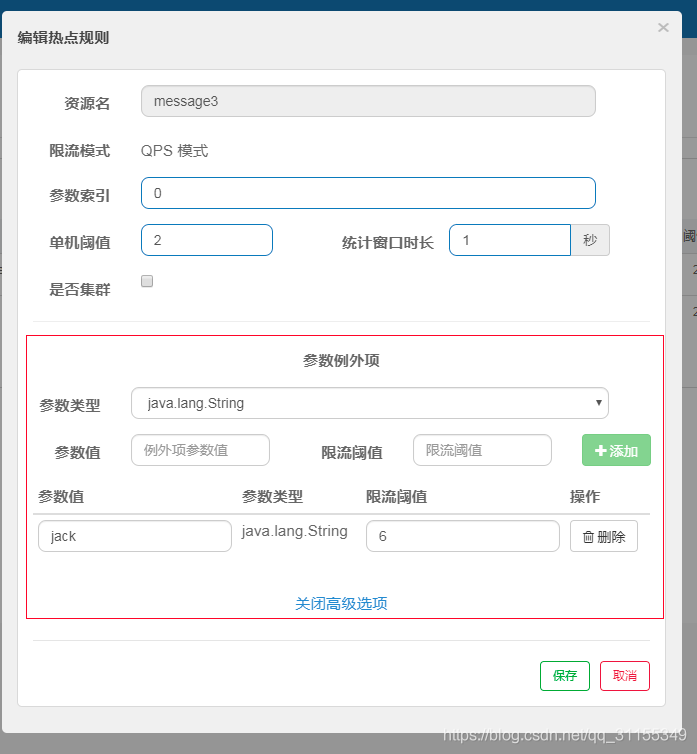 编辑热点规则 ×
资源名 message3
限流模式 QPS 模式
参数索引 0
单机阈值 2 统计窗口时长 1 秒
是否集群
参数例外项
参数类型 java.lang.String
参数值 例外项参数值 限流阈值 限流阈值 添加
参数值 参数类型 限流阈值 操作
jack java.lang.String 6 删除
关闭高级选项
保存 取消
https://blog.csdn.net/qq_31155349